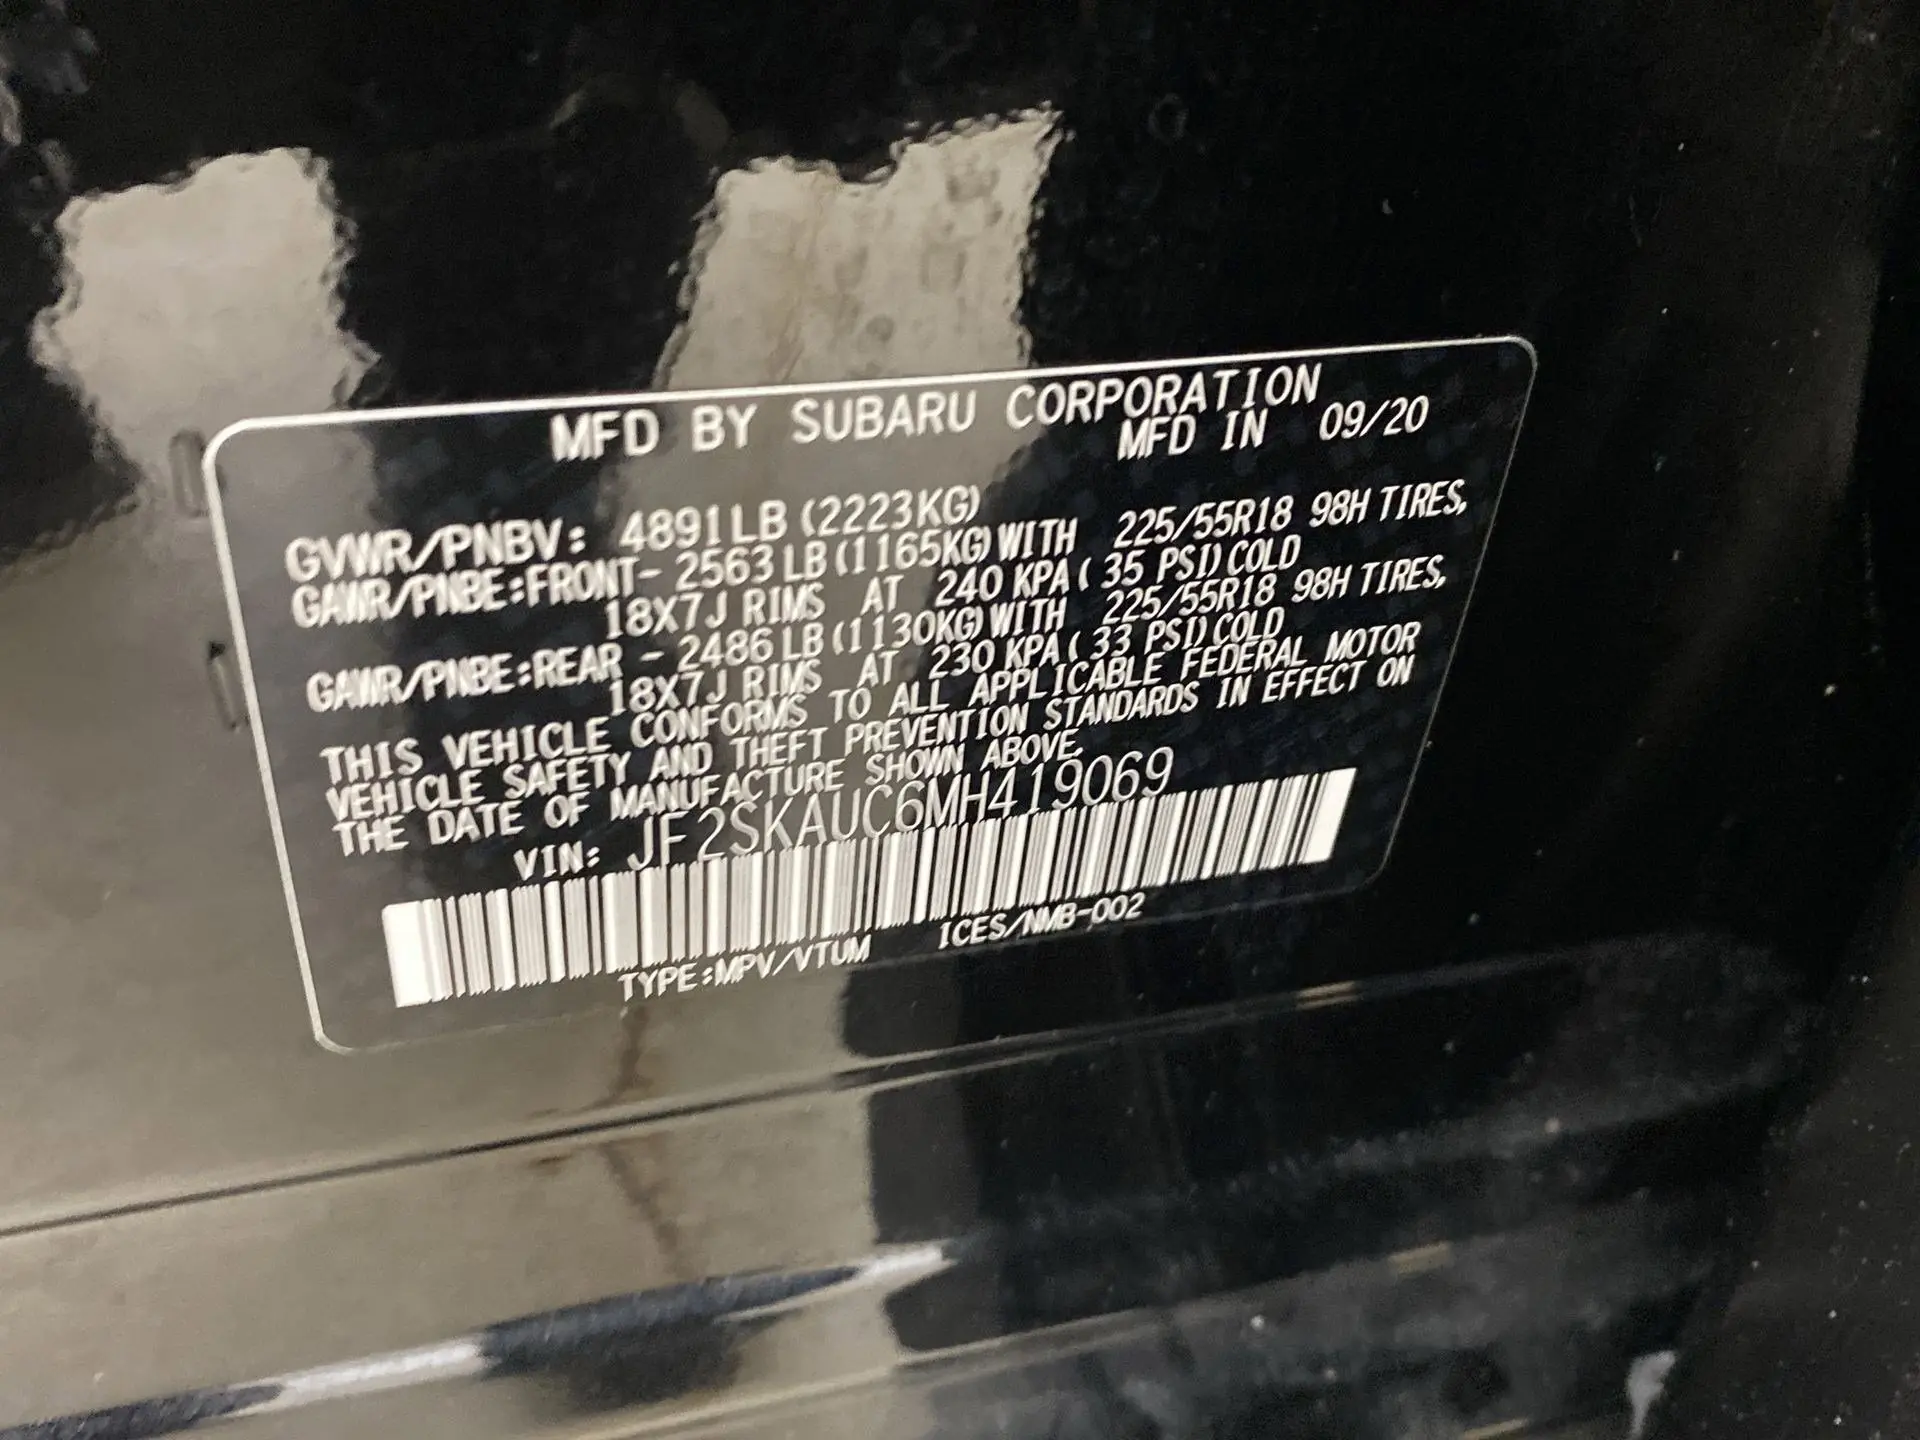 MFD BY SUBARU CORPORATION
MFD IN 09/20
GVWR/PNBV: 4891LB (2223KG)
GAWR/PNBE:FRONT- 2563 LB (1165KG) WITH 225/55R18 98H TIRES,
18X7J RIMS AT 240 KPA ( 35 PSI) COLD
GAWR/PNBE:REAR - 2486 LB (1130KG) WITH 225/55R18 98H TIRES,
18X7J RIMS AT 230 KPA ( 33 PSI) COLD
THIS VEHICLE CONFORMS TO ALL APPLICABLE FEDERAL MOTOR
VEHICLE SAFETY AND THEFT PREVENTION STANDARDS IN EFFECT ON
THE DATE OF MANUFACTURE SHOWN ABOVE.
VIN: JF2SKAUC6MH419069
TYPE:MPV/VTUM ICES/NMB-002